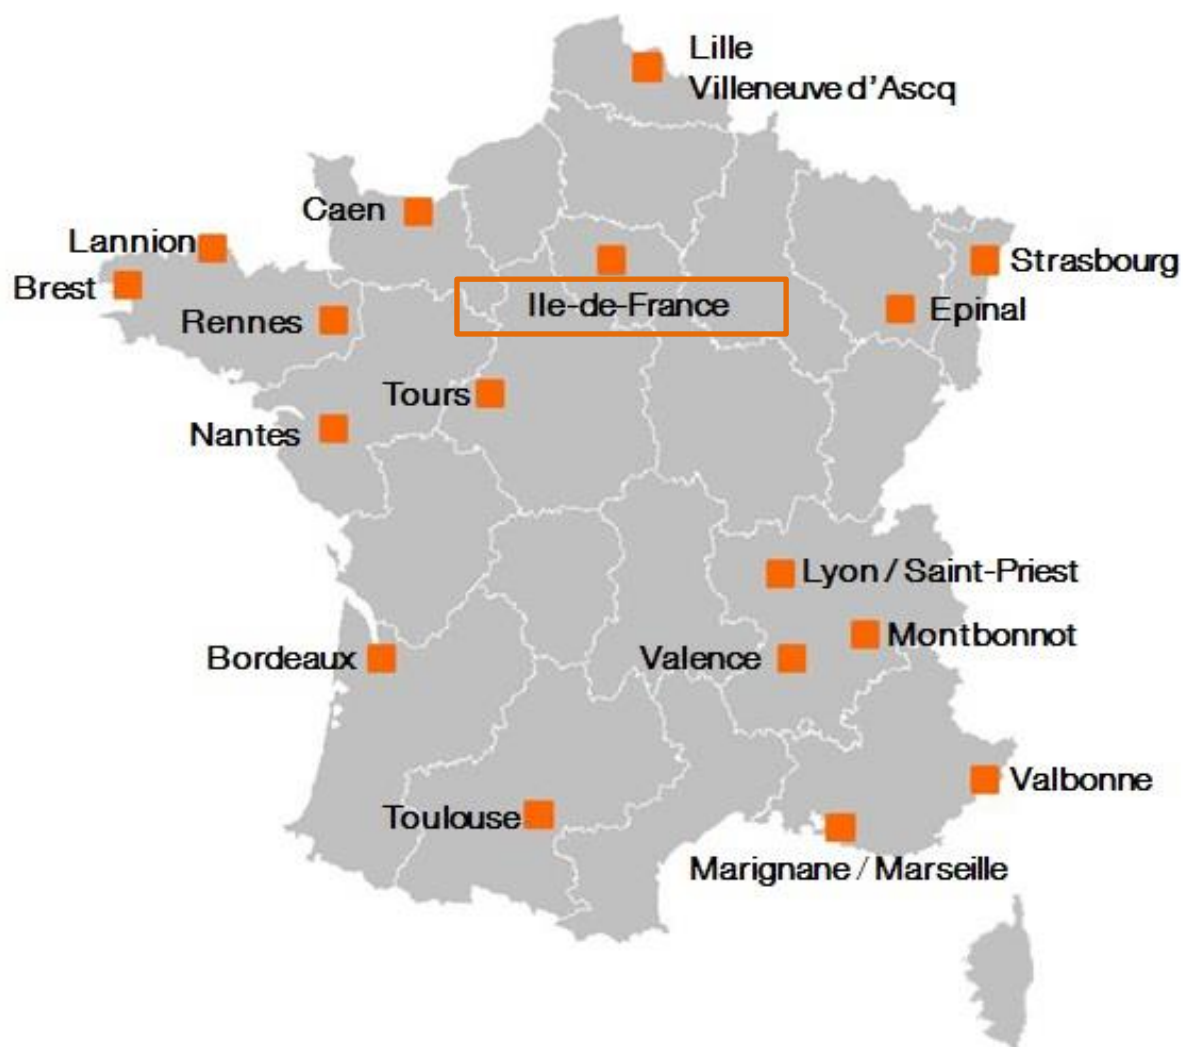 Lille
Villeneuve d'Ascq
Caen
Lannion
Strasbourg
Brest
Ile-de-France
Epinal
Rennes
Tours
Nantes
Lyon / Saint-Priest
Montbonnot
Bordeaux
Valence
Valbonne
Toulouse
Marignane / Marseille